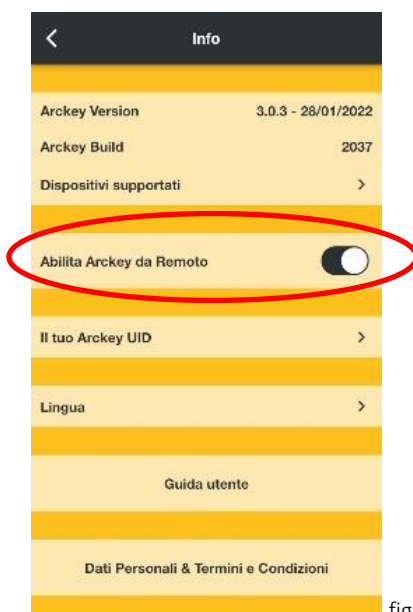 Info
Arckey Version 3.0.3 - 28/01/2022
Arckey Build 2037
Dispositivi supportati
Abilita Arckey da Remoto
Il tuo Arckey UID
Lingua
Guida utente
Dati Personali & Termini e Condizioni
fig